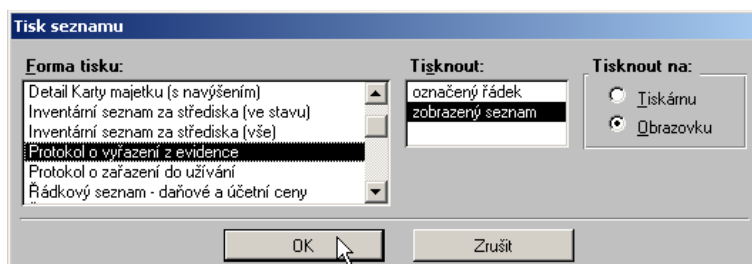 Tisk seznamu
Forma tisku:
Detail Karty majetku (s navýšením)
Inventární seznam za střediska (ve stavu)
Inventární seznam za střediska (vše)
Protokol o vyřazení z evidence
Protokol o zařazení do užívání
Řádkový seznam - daňové a účetní ceny
Tisknout:
označený řádek
zobrazený seznam
Tisknout na:
Tiskárnu
Obrazovku
OK
Zrušit